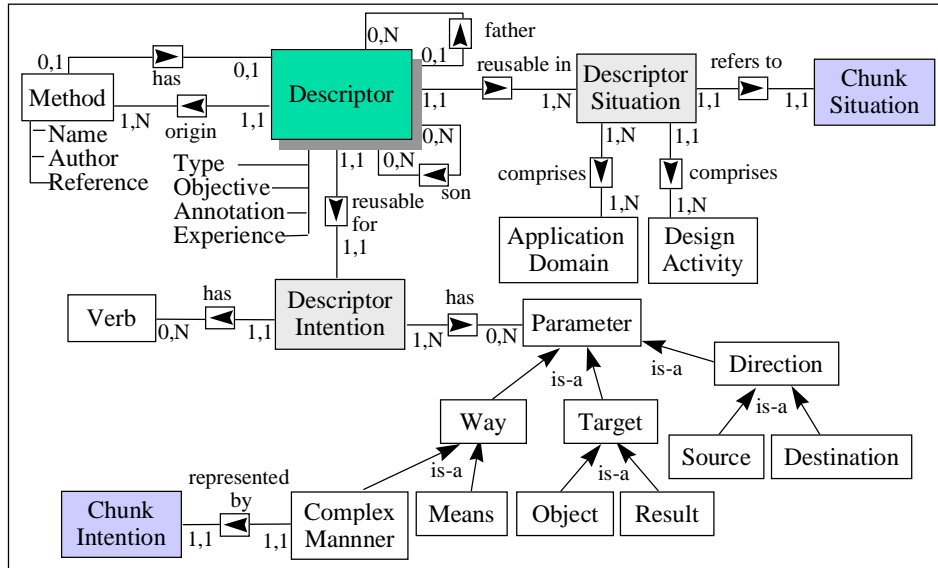 0,N
father
0,1
0,1
has
0,1
Descriptor
1,1
reusable in
1,N
Descriptor
Situation
1,1
refers to
1,1
Chunk
Situation
Method
1,N
origin
1,1
Name
Author
Reference
Type
Objective
Annotation
Experience
1,1
reusable
for
1,1
0,N
0,N
son
1,N
comprises
1,N
Application
Domain
1,1
comprises
1,N
Design
Activity
Verb
0,N
has
1,1
Descriptor
Intention
1,N
has
0,N
Parameter
is-a
is-a
is-a
Direction
Way
Target
is-a
Source
Destination
is-a
is-a
Chunk
Intention
1,1
represented
by
1,1
Complex
Mannner
Means
Object
Result